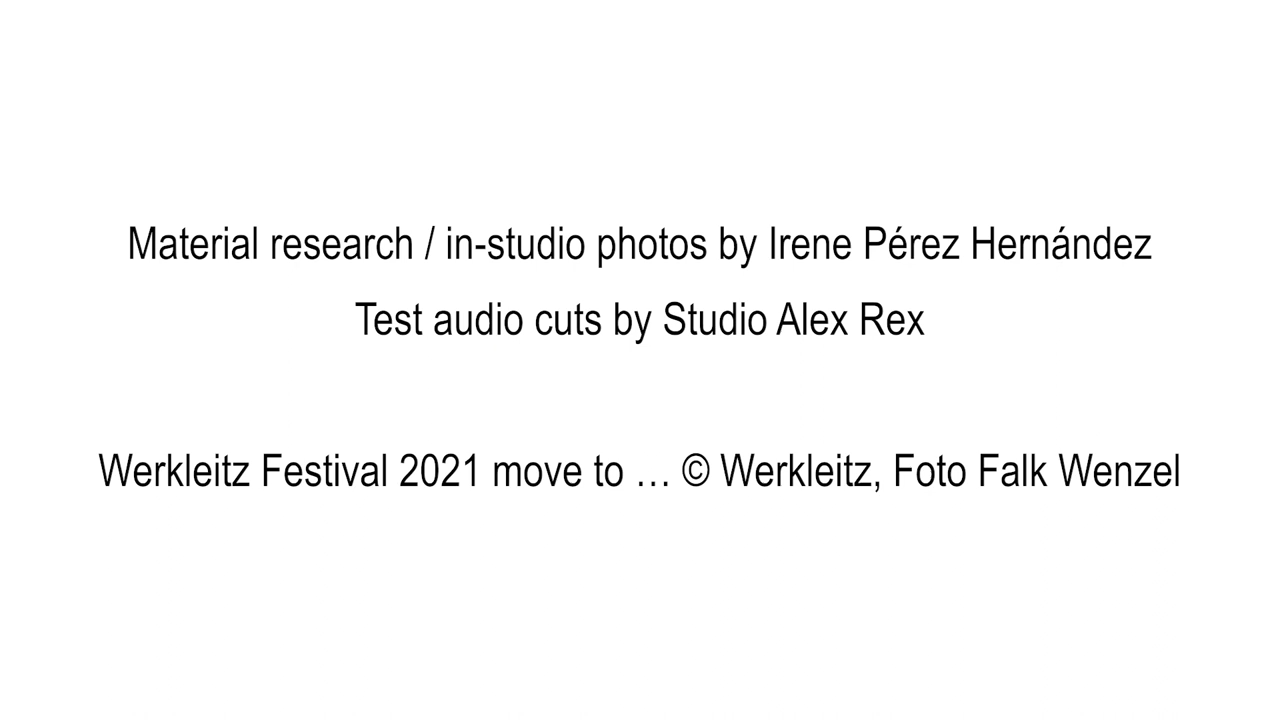 Material research / in-studio photos by Irene Pérez Hernández
Test audio cuts by Studio Alex Rex
Werkleitz Festival 2021 move to … © Werkleitz, Foto Falk Wenzel